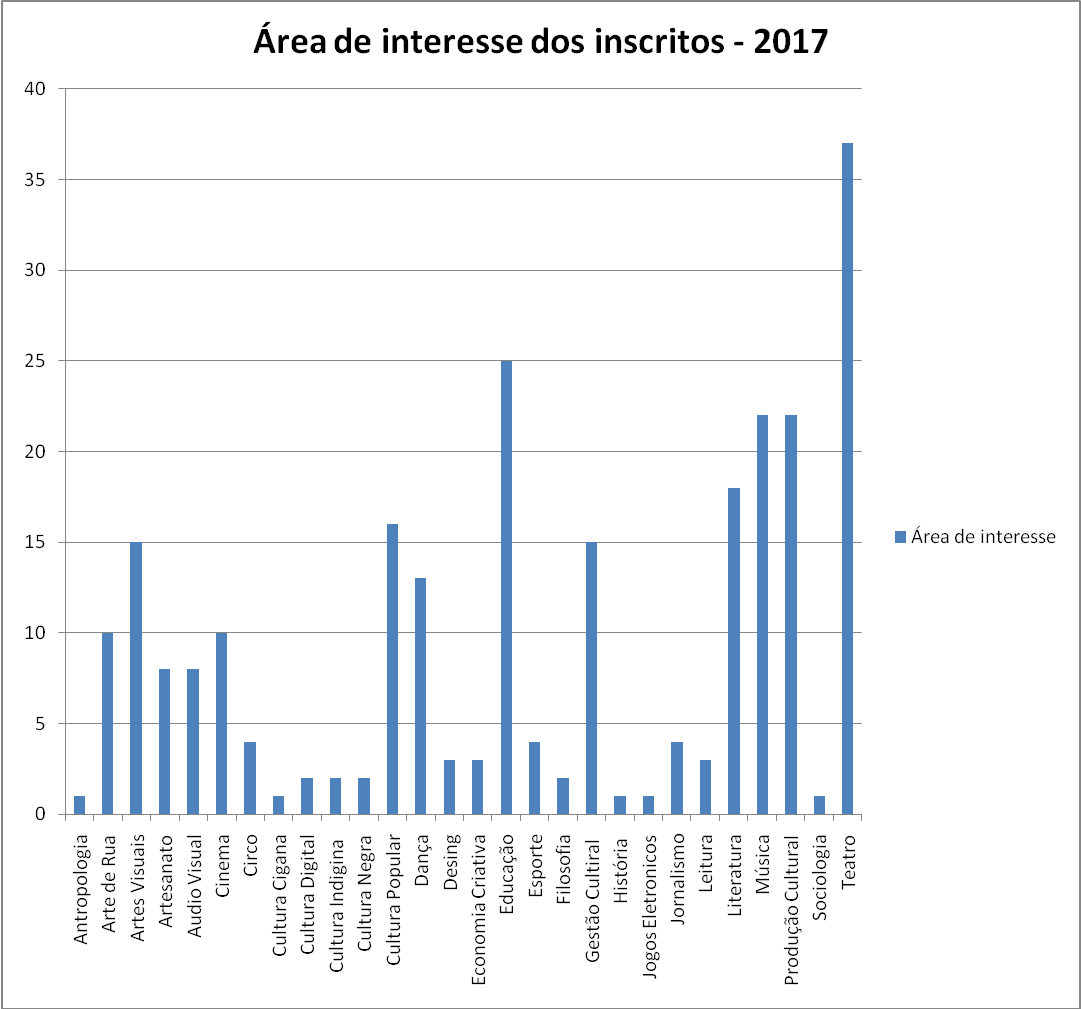 Área de interesse dos inscritos - 2017
40
35
30
25
20
15
10
5
0
Área de interesse
Antropologia
Arte de Rua
Artes Visuais
Artesanato
Audio Visual
Cinema
Circo
Cultura Cigana
Cultura Digital
Cultura Indigina
Cultura Negra
Cultura Popular
Dança
Desing
Economia Criativa
Educação
Esporte
Filosofia
Gestão Cultiral
História
Jogos Eletronicos
Jornalismo
Leitura
Literatura
Música
Produção Cultural
Sociologia
Teatro